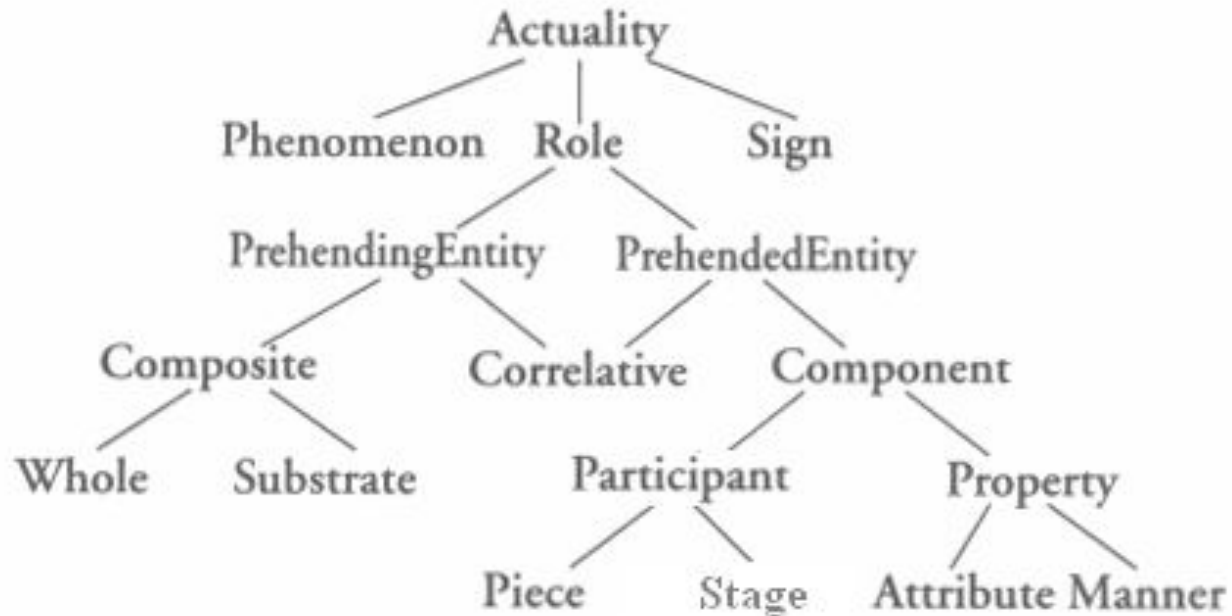 Actuality
Phenomenon Role Sign
PrehendingEntity PrehendedEntity
Composite Correlative Component
Whole Substrate Participant Property
Piece Stage Attribute Manner